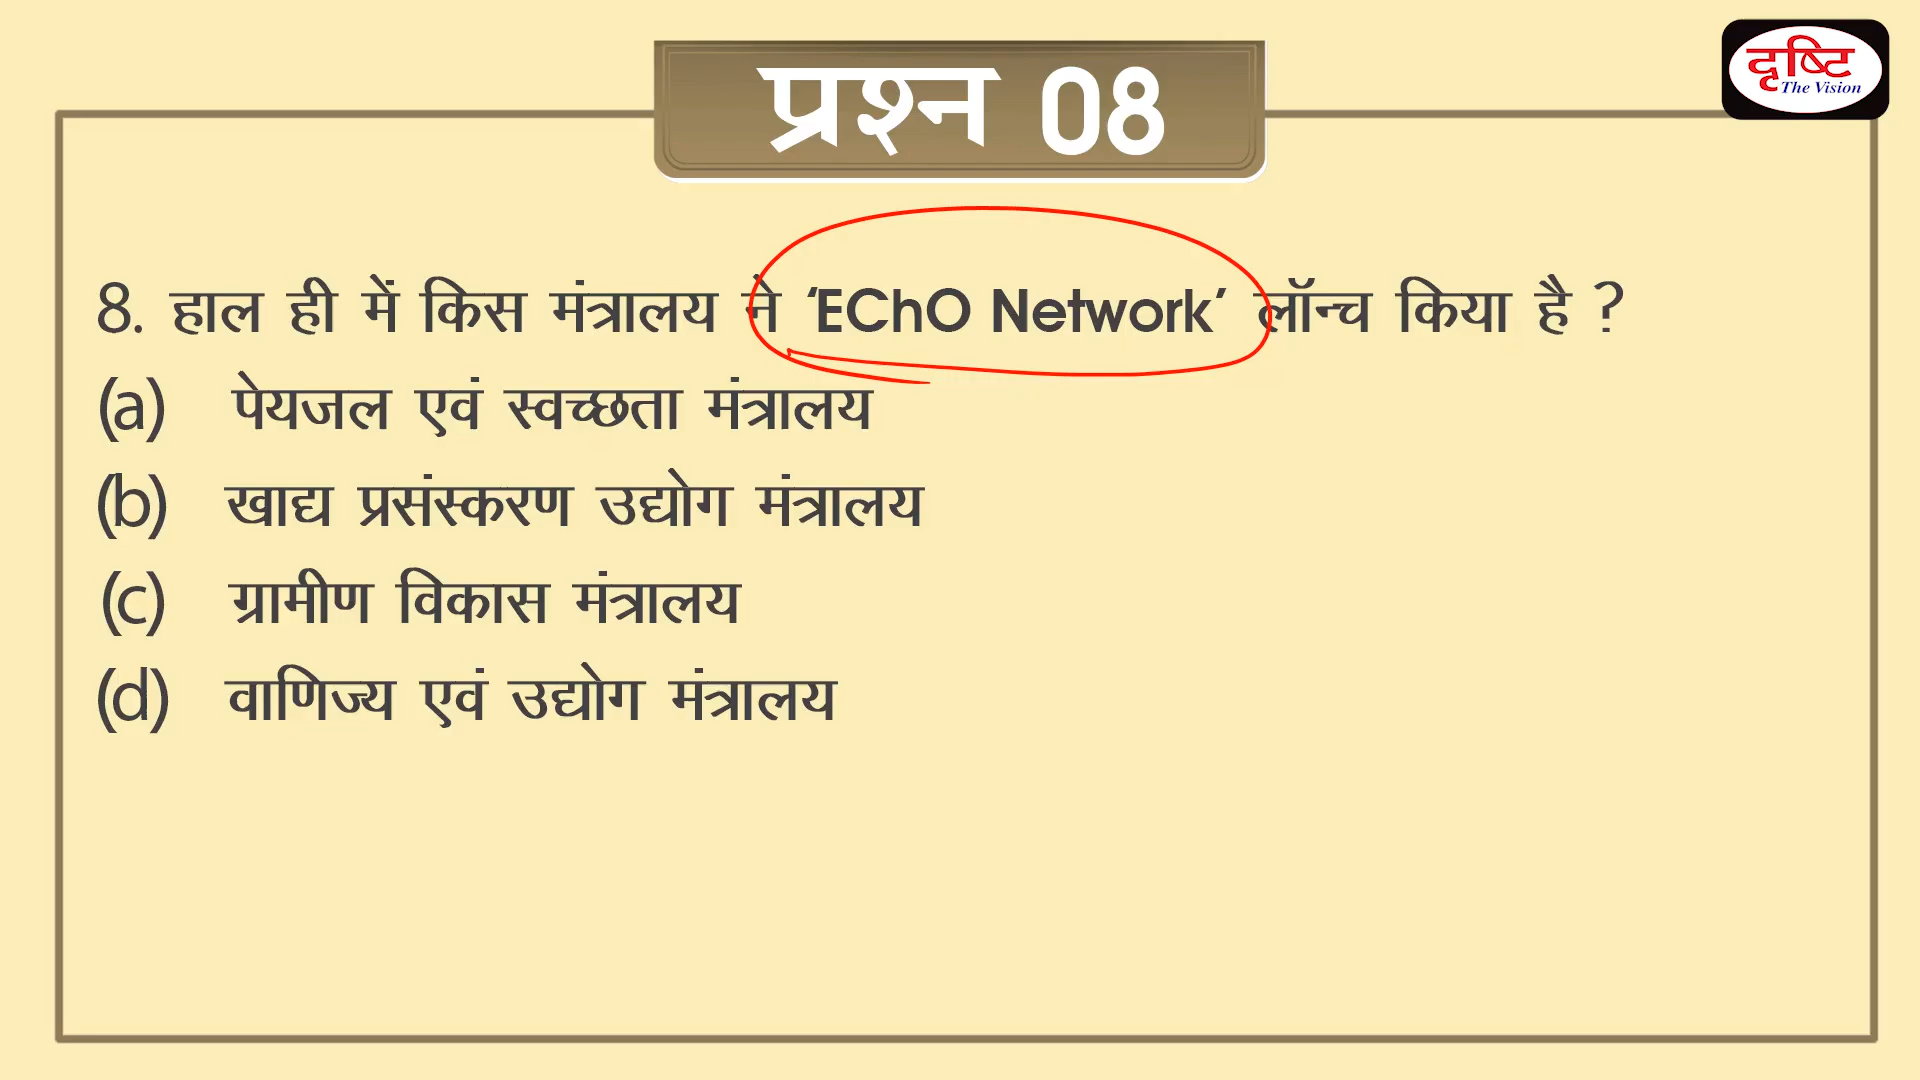 दृष्टि
The Vision
प्रश्न 08
8. हाल ही में किस मंत्रालय ने ‘EChO Network’ लॉन्च किया है ?
(a) पेयजल एवं स्वच्छता मंत्रालय
(b) खाद्य प्रसंस्करण उद्योग मंत्रालय
(c) ग्रामीण विकास मंत्रालय
(d) वाणिज्य एवं उद्योग मंत्रालय